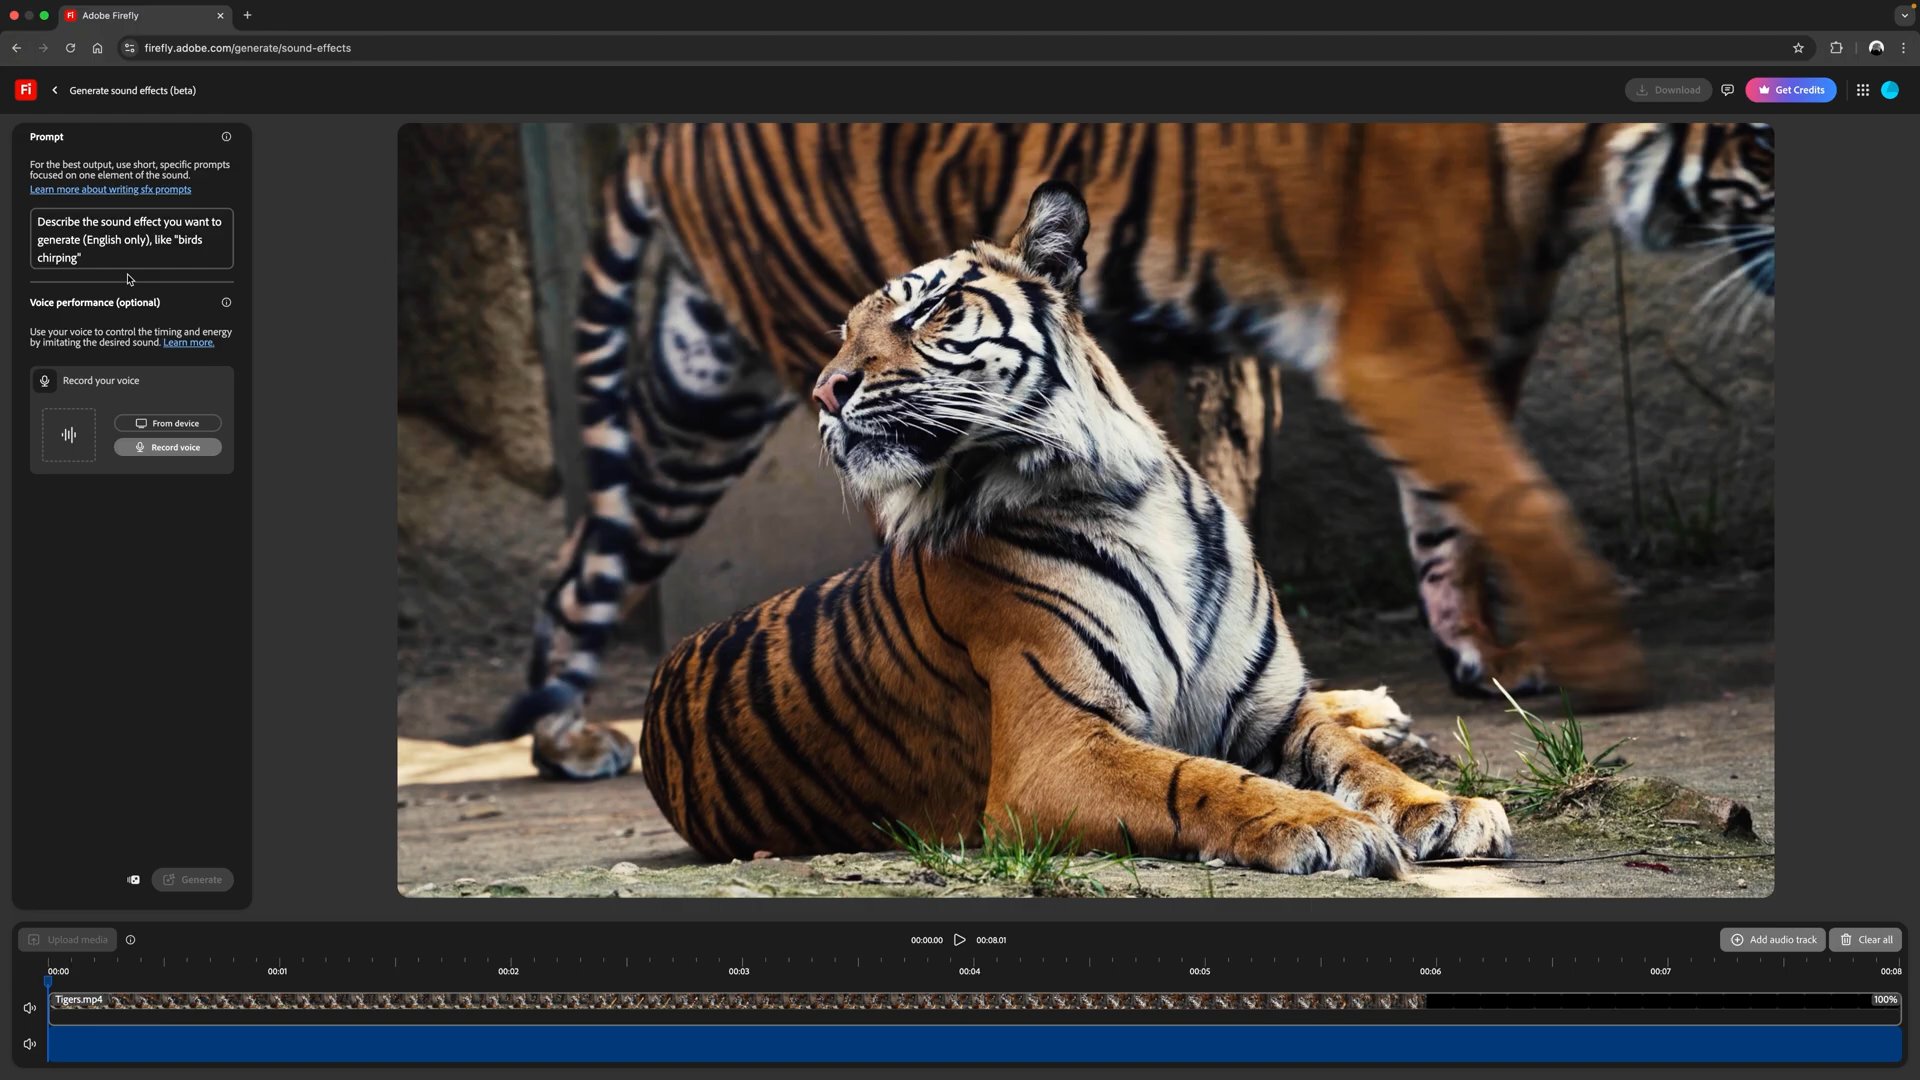 Adobe Firefly
firefly.adobe.com/generate/sound-effects
Fi
Generate sound effects (beta)
Download
Get Credits
Prompt
For the best output, use short, specific prompts
focused on one element of the sound.
Learn more about writing sfx prompts
Describe the sound effect you want to
generate (English only), like "birds
chirping"
Voice performance (optional)
Use your voice to control the timing and energy
by imitating the desired sound. Learn more.
Record your voice
From device
Record voice
Generate
Upload media
00:00.00
00:08.01
Add audio track
Clear all
00:00 00:01 00:02 00:03 00:04 00:05 00:06 00:07 00:08
Tigers.mp4
100%